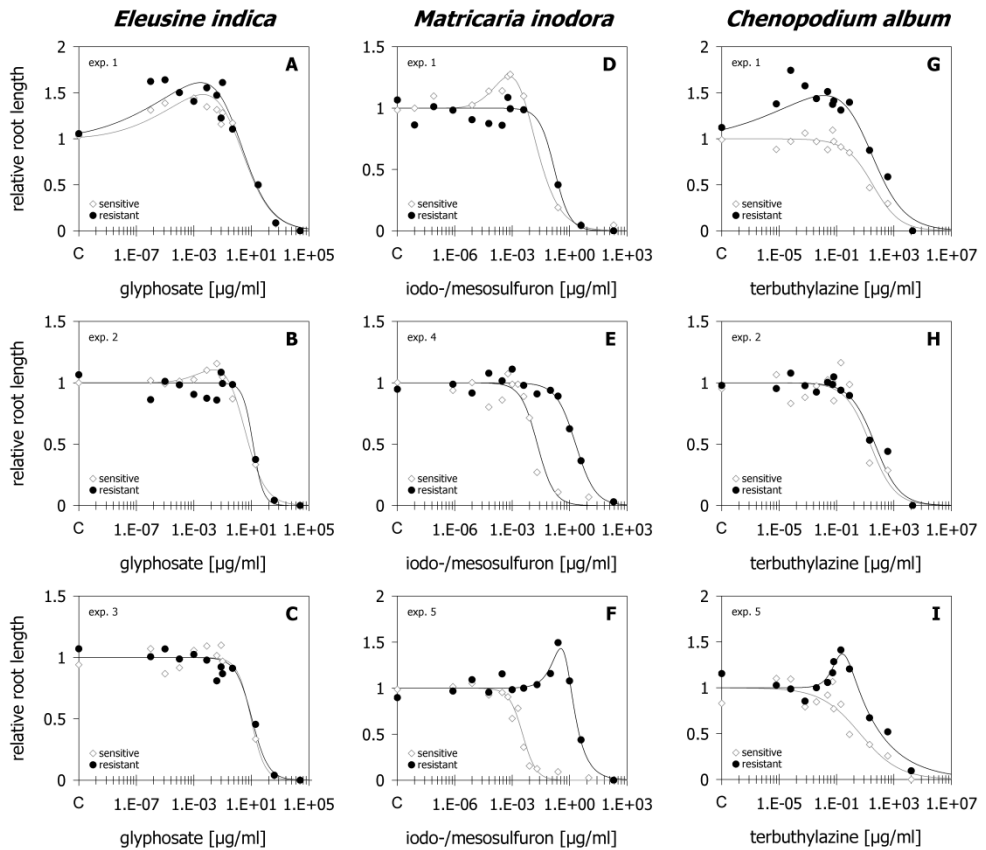 Eleusine indica
Matricaria inodora
Chenopodium album
relative root length
2
1.5
1
0.5
0
exp. 1
A
sensitive
resistant
C
1.E-07
1.E-03
1.E+01
1.E+05
glyphosate [µg/ml]
1.5
1.0
0.5
0.0
exp. 1
D
sensitive
resistant
C
1.E-06
1.E-03
1.E+00
1.E+03
iodo-/mesosulfuron [µg/ml]
2
1.5
1
0.5
0
exp. 1
G
sensitive
resistant
C
1.E-05
1.E-01
1.E+03
1.E+07
terbuthylazine [µg/ml]
relative root length
1.5
1
0.5
0
exp. 2
B
sensitive
resistant
C
1.E-07
1.E-03
1.E+01
1.E+05
glyphosate [µg/ml]
1.5
1
0.5
0
exp. 4
E
sensitive
resistant
C
1.E-06
1.E-03
1.E+00
1.E+03
iodo-/mesosulfuron [µg/ml]
1.5
1
0.5
0
exp. 2
H
sensitive
resistant
C
1.E-05
1.E-01
1.E+03
1.E+07
terbuthylazine [µg/ml]
relative root length
1.5
1
0.5
0
exp. 3
C
sensitive
resistant
C
1.E-07
1.E-03
1.E+01
1.E+05
glyphosate [µg/ml]
2
1.5
1
0.5
0
exp. 5
F
sensitive
resistant
C
1.E-06
1.E-03
1.E+00
1.E+03
iodo-/mesosulfuron [µg/ml]
2
1.5
1
0.5
0
exp. 5
I
sensitive
resistant
C
1.E-05
1.E-01
1.E+03
1.E+07
terbuthylazine [µg/ml]